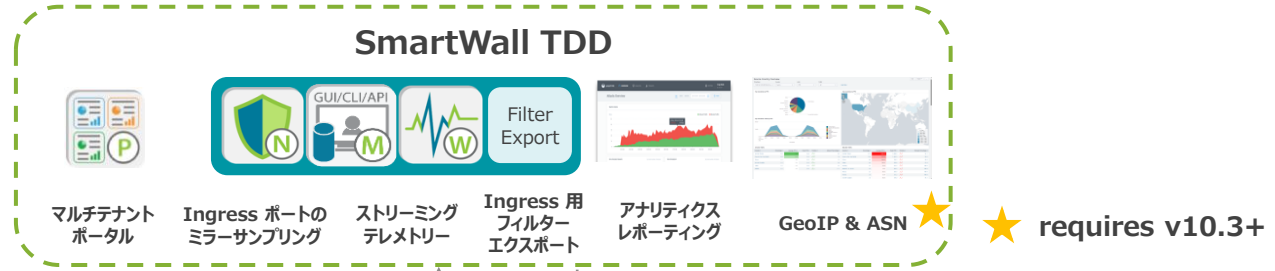 SmartWall TDD
GUI/CLI/API
P
N
M
W
Filter
Export
マルチテナント
ポータル
Ingress ポートの
ミラーサンプリング
ストリーミング
テレメトリー
Ingress 用
フィルター
エクスポート
アナリティクス
レポーティング
GeoIP & ASN
requires v10.3+